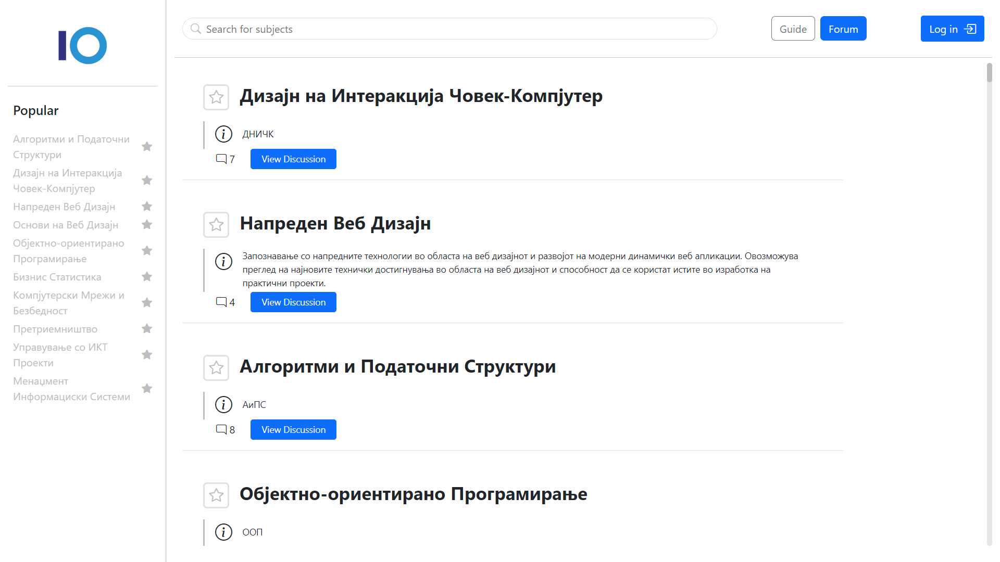 IO
Search for subjects
Guide
Forum
Log in
Popular
Алгоритми и Податочни
Структури
Дизајн на Интеракција
Човек-Компјутер
Напреден Веб Дизајн
Основи на Веб Дизајн
Објектно-ориентирано
Програмирање
Бизнис Статистика
Компјутерски Мрежи и
Безбедност
Претриемништво
Управување со ИКТ
Проекти
Менаџмент
Информациски Системи
Дизајн на Интеракција Човек-Компјутер
ДНИЧК
7
View Discussion
Напреден Веб Дизајн
Запознавање со напредните технологии во областа на веб дизајнот и развојот на модерни динамички веб апликации. Овозможува
преглед на најновите технички достигнувања во областа на веб дизајнот и способност да се користат истите во изработка на
практични проекти.
4
View Discussion
Алгоритми и Податочни Структури
АиПС
8
View Discussion
Објектно-ориентирано Програмирање
ООП